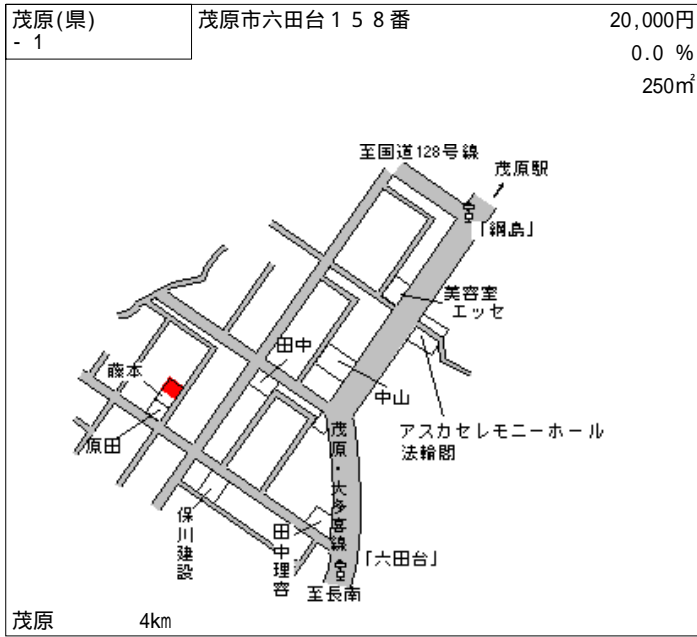 茂原(県)
- 1
茂原市六田台１５８番
20,000円
0.0 %
250㎡
至国道128号線
茂原駅
「綱島」
美容室
エッセ
田中
藤本
中山
アスカセレモニーホール
法輪閣
原田
茂原・大多喜線
保川建設
田中理容
「六田台」
至長南
茂原 4km